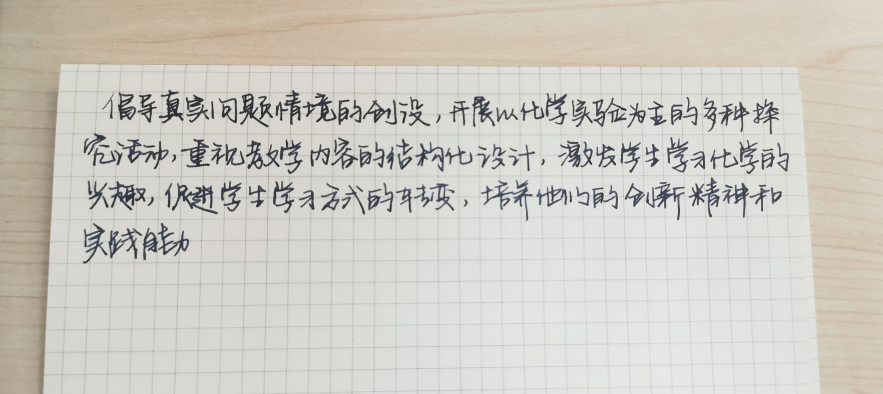 倡导真实问题情境的创设，开展以化学实验为主的多种探
究活动，重视教学内容的结构化设计，激发学生学习化学的
兴趣，促进学生学习方式的转变，培养他们的创新精神和
实践能力